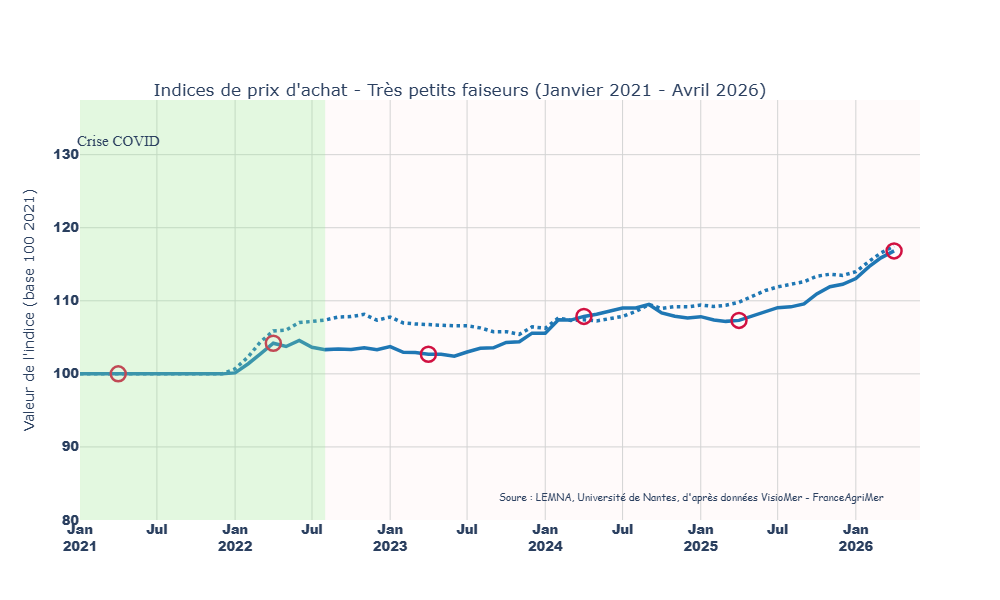 Indices de prix d'achat - Très petits faiseurs (Janvier 2021 - Avril 2026)
Crise COVID
Valeur de l'indice (base 100 2021)
130
120
110
100
90
80
Soure : LEMNA, Université de Nantes, d'après données VisioMer - FranceAgriMer
Jan Jul Jan Jul Jan Jul Jan Jul Jan Jul Jan
2021 2022 2023 2024 2025 2026